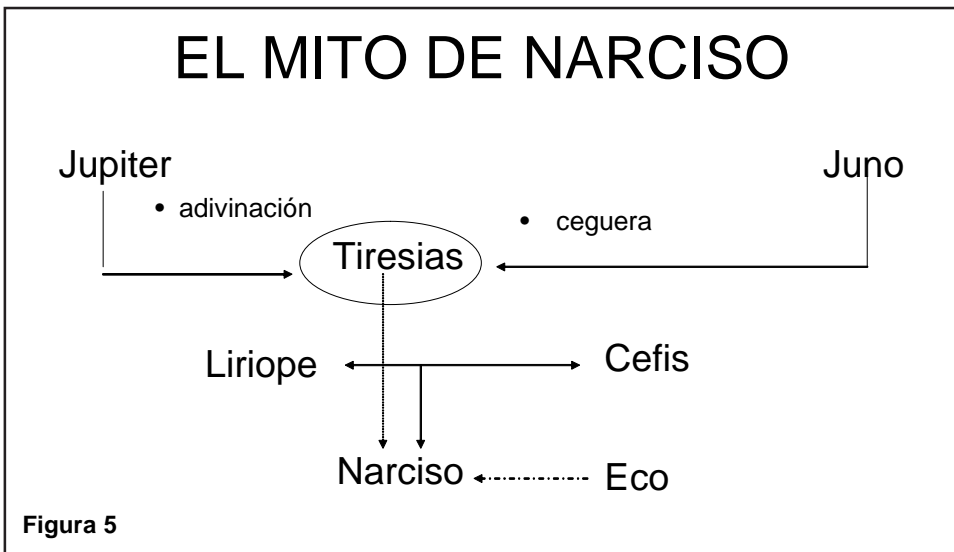 EL MITO DE NARCISO
Jupiter
Juno
• adivinación
• ceguera
Tiresias
Liriope
Cefis
Narciso
Eco
Figura 5